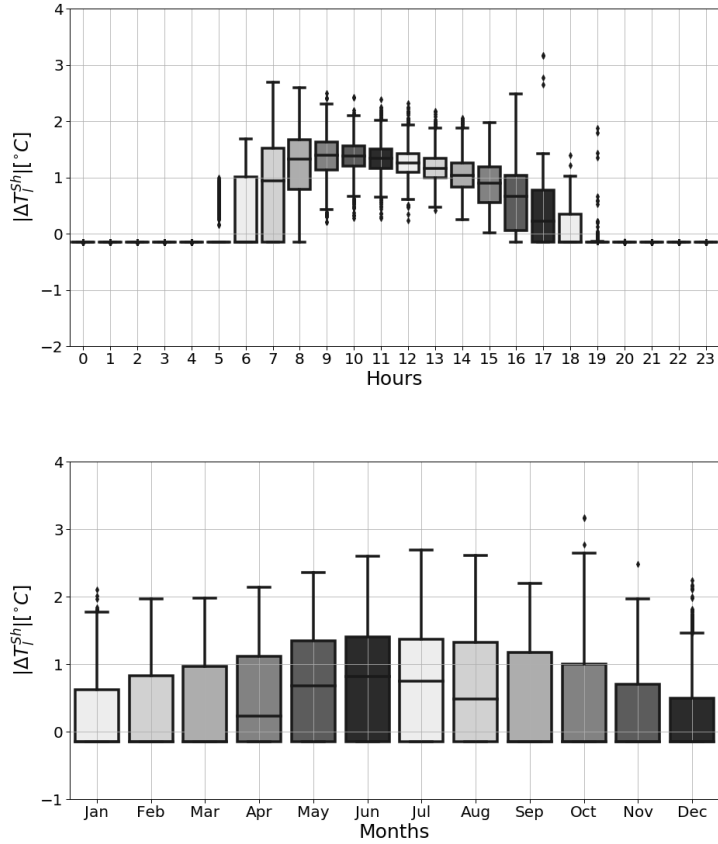 4
3
2
1
0
−1
−2
|ΔT_l^{Sh}|[°C]
0 1 2 3 4 5 6 7 8 9 10 11 12 13 14 15 16 17 18 19 20 21 22 23
Hours
4
3
2
1
0
−1
|ΔT_l^{Sh}|[°C]
Jan Feb Mar Apr May Jun Jul Aug Sep Oct Nov Dec
Months